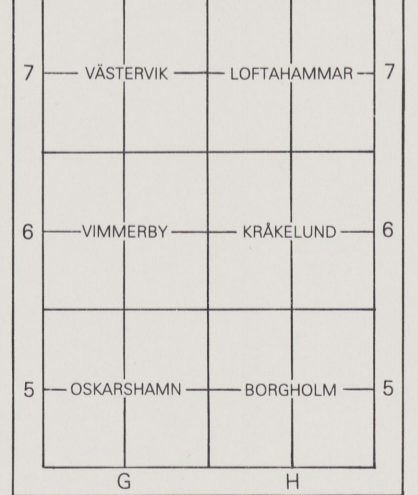 7 VÄSTERVIK LOFTAHAMMAR 7
6 VIMMERBY KRÅKELUND 6
5 OSKARSHAMN BORGHOLM 5
G H